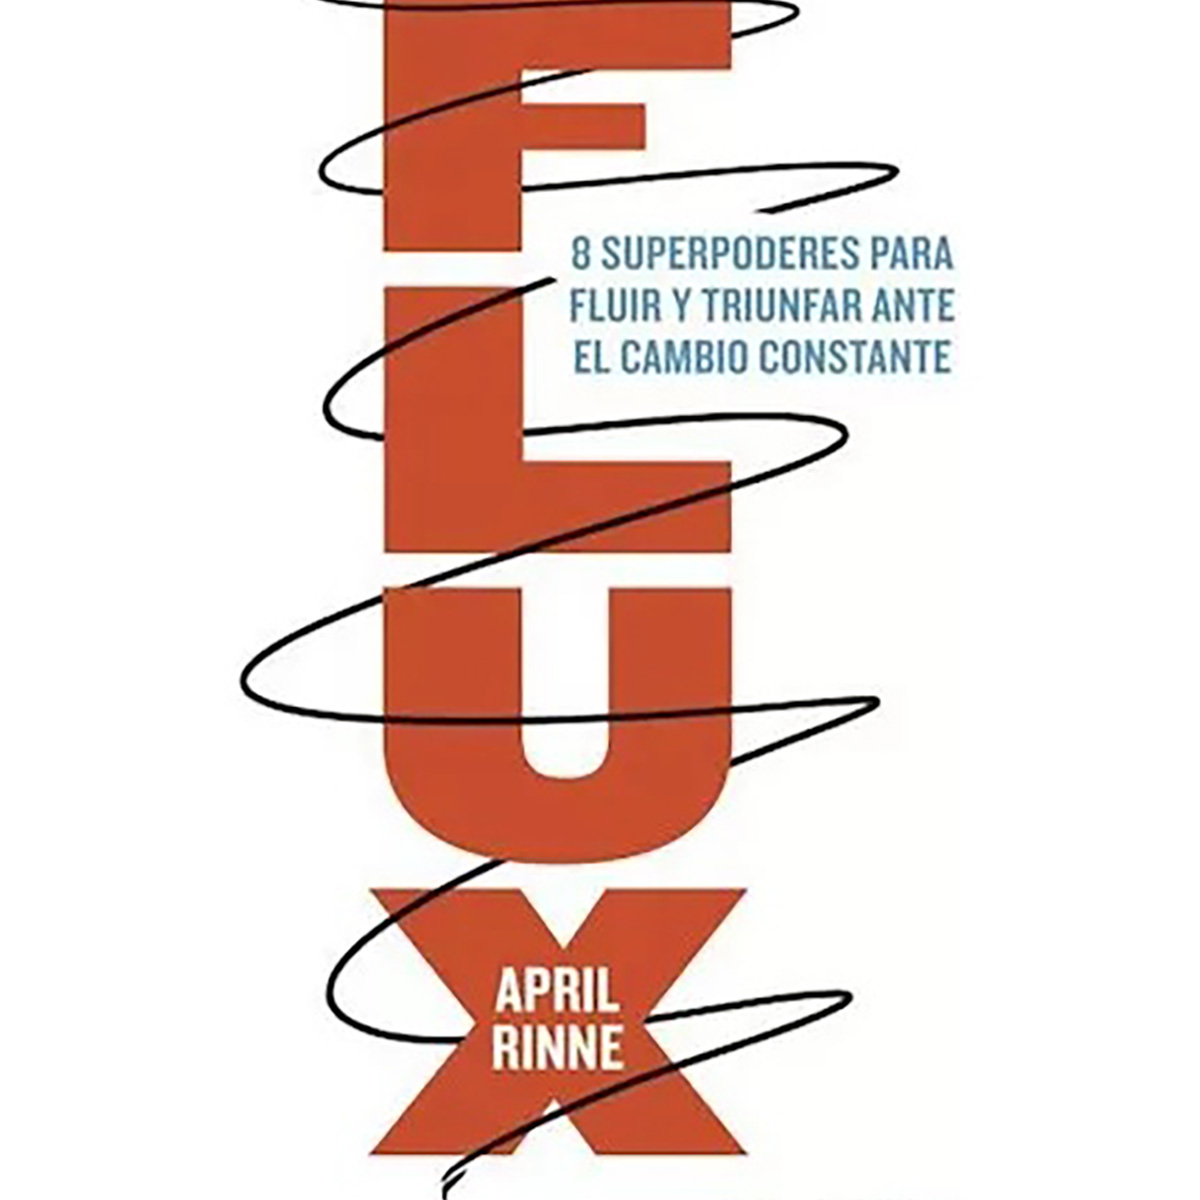 FLUX
8 SUPERPODERES PARA
FLUIR Y TRIUNFAR ANTE
EL CAMBIO CONSTANTE
APRIL
RINNE